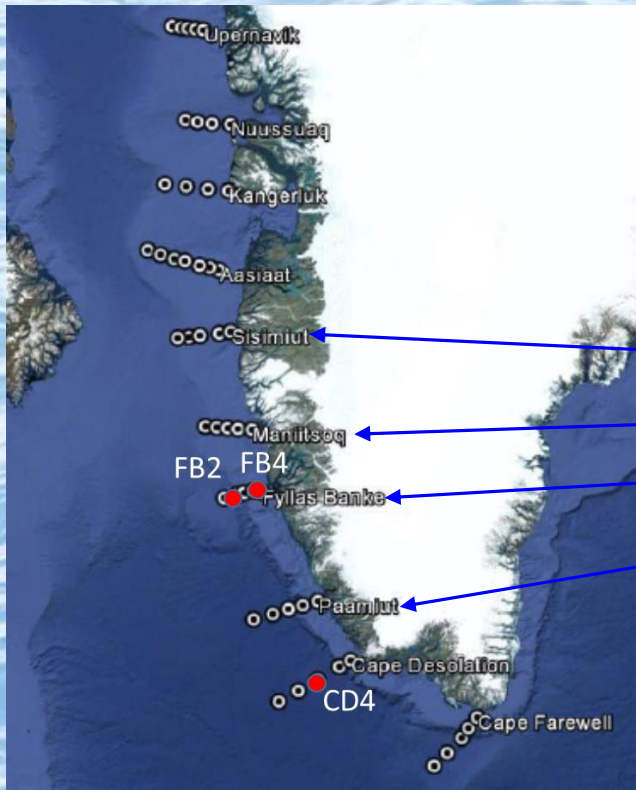 Upernavik
Nuussuaq
Kangerluk
Aasiaat
Sisimiut
Maniitsoq
FB2 FB4
Fyllas Banke
Paamiut
Cape Desolation
CD4
Cape Farewell